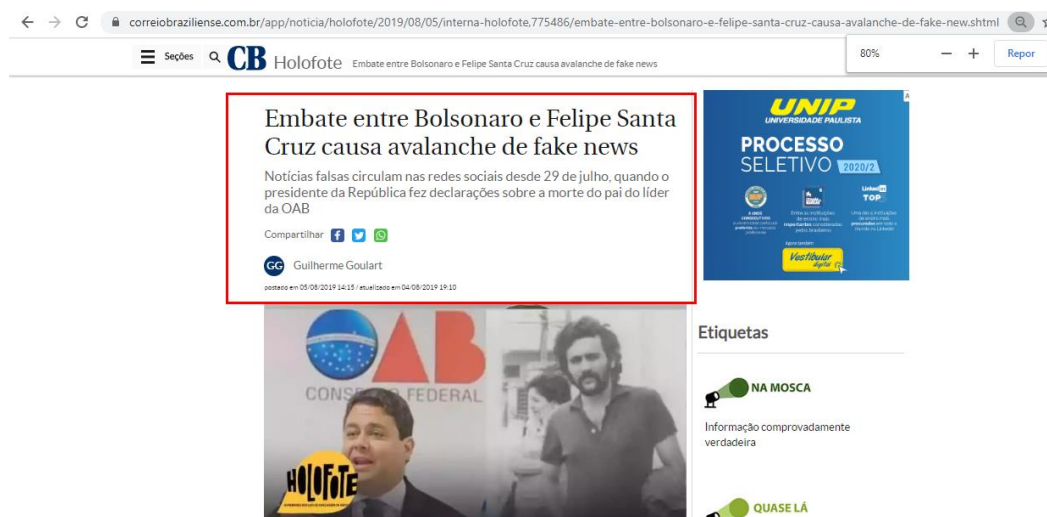 correiobraziliense.com.br/app/noticia/holofote/2019/08/05/interna-holofote,775486/embate-entre-bolsonaro-e-felipe-santa-cruz-causa-avalanche-de-fake-new.shtml
80%
Repor
Seções CB Holofote Embate entre Bolsonaro e Felipe Santa Cruz causa avalanche de fake news
Embate entre Bolsonaro e Felipe Santa
Cruz causa avalanche de fake news
Notícias falsas circulam nas redes sociais desde 29 de julho, quando o
presidente da República fez declarações sobre a morte do pai do líder
da OAB
Compartilhar
GG Guilherme Goulart
postado em 05/08/2019 14:15 / atualizado em 04/08/2019 19:10
OAB
FEDERAL
HOLOFOTE
UNIP
UNIVERSIDADE PAULISTA
PROCESSO
SELETIVO 2020/2
LinkedIn
TOP
Vestibular
digital
Etiquetas
NA MOSCA
Informação comprovadamente
verdadeira
QUASE LÁ